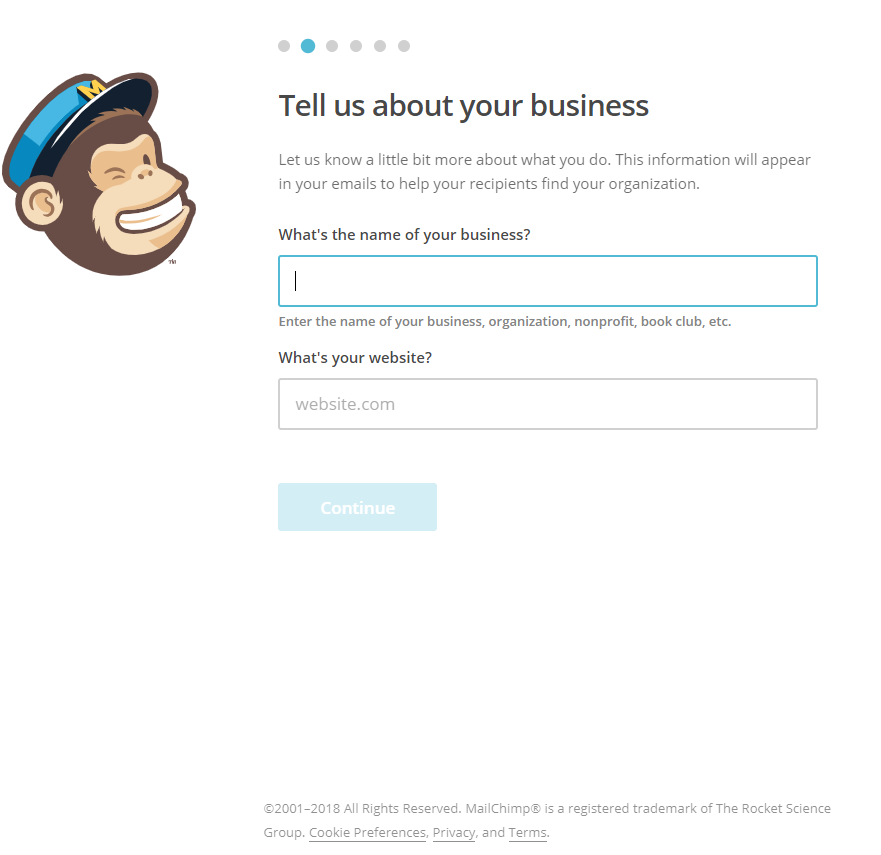 M
TM
Tell us about your business
Let us know a little bit more about what you do. This information will appear
in your emails to help your recipients find your organization.
What's the name of your business?
Enter the name of your business, organization, nonprofit, book club, etc.
What's your website?
website.com
Continue
©2001–2018 All Rights Reserved. MailChimp® is a registered trademark of The Rocket Science
Group. Cookie Preferences, Privacy, and Terms.